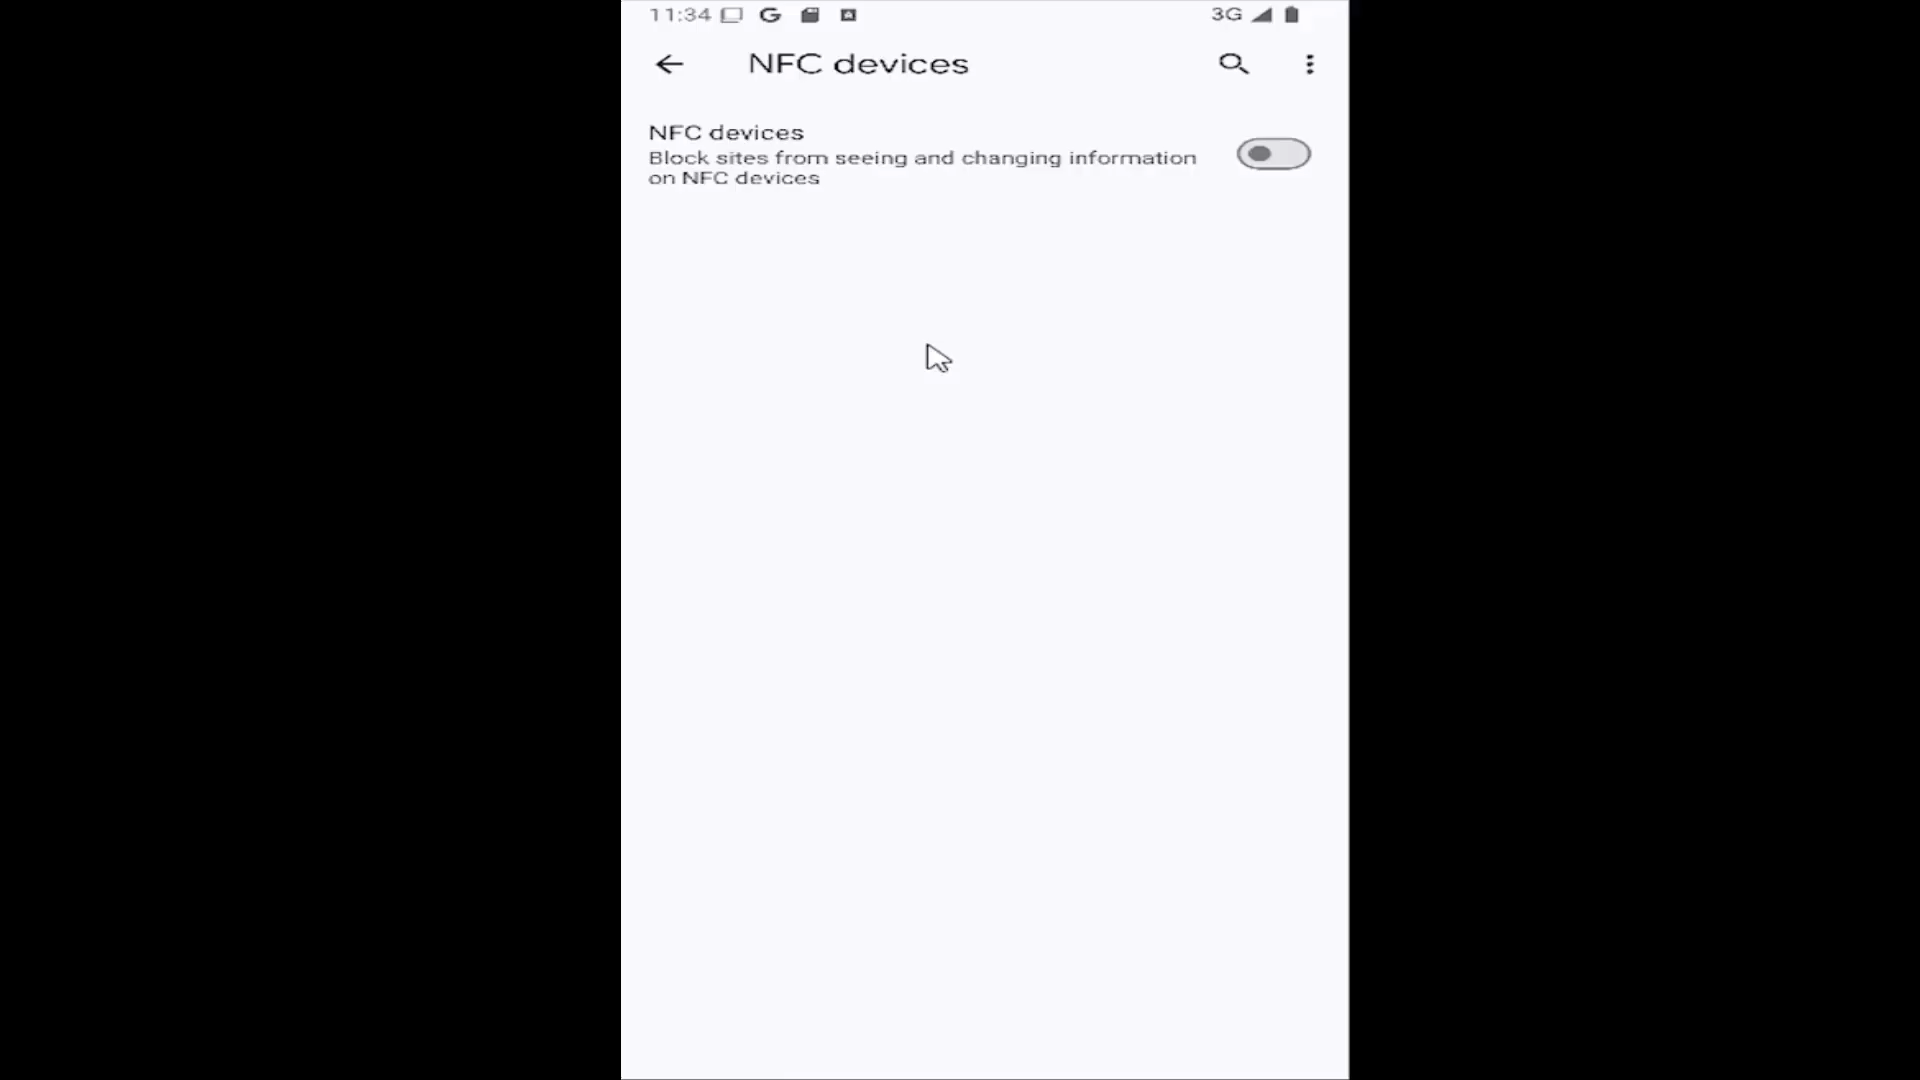 11:34 G 3G
NFC devices
NFC devices
Block sites from seeing and changing information
on NFC devices